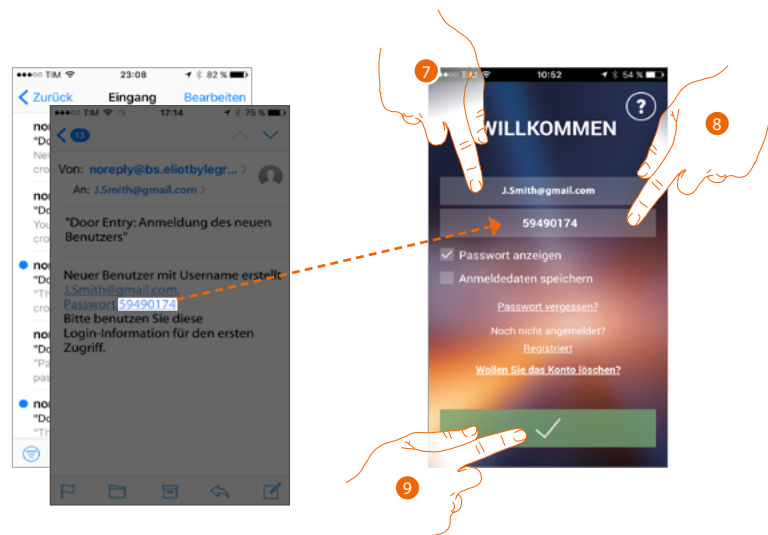 ●●●○○ TIM 23:08 82 %
Zurück Eingang Bearbeiten
●●●○○ TIM 17:14 75 %
13
Von: noreply@bs.eliotbylegr...
An: J.Smith@gmail.com
"Door Entry: Anmeldung des neuen
Benutzers"
Neuer Benutzer mit Username erstellt
J.Smith@gmail.com,
Passwort 59490174
Bitte benutzen Sie diese
Login-Information für den ersten
Zugriff.
7
TIM 10:52 54 %
?
WILLKOMMEN
8
J.Smith@gmail.com
59490174
Passwort anzeigen
Anmeldedaten speichern
Passwort vergessen?
Noch nicht angemeldet?
Registriert
Wollen Sie das Konto löschen?
9